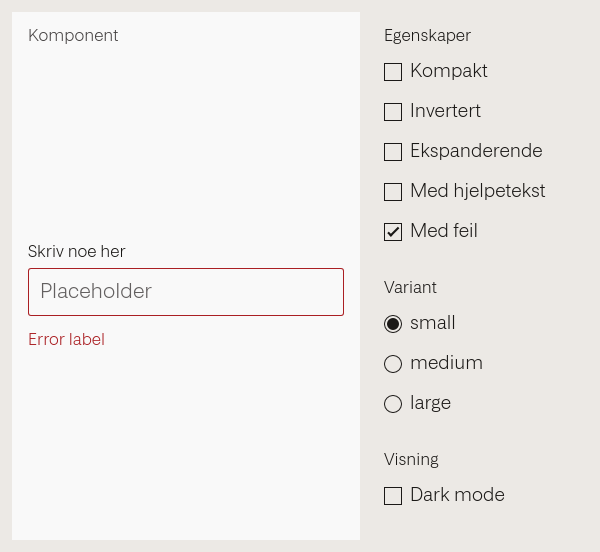 Komponent
Skriv noe her
Placeholder
Error label
Egenskaper
Kompakt
Invertert
Ekspanderende
Med hjelpetekst
Med feil
Variant
small
medium
large
Visning
Dark mode